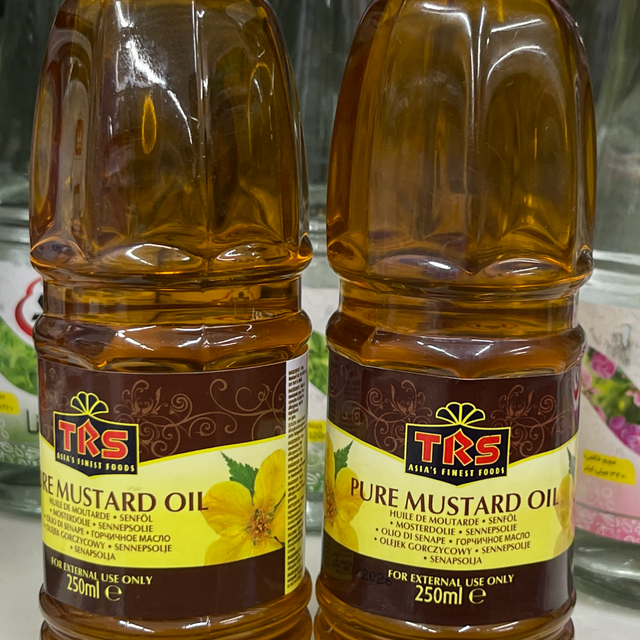 TRS
ASIA'S FINEST FOODS
RE MUSTARD OIL
HUILE DE MOUTARDE • SENFÖL
• MOSTERDOLIE • SENNEPSOLJE
• OLIO DI SENAPE • ГОРЧИЧНОЕ МАСЛО
• OLEJEK GORCZYCOWY • SENNEPSOLJE
• SENAPSOLJA
FOR EXTERNAL USE ONLY
250ml e
TRS
ASIA'S FINEST FOODS
PURE MUSTARD OIL
HUILE DE MOUTARDE • SENFÖL
• MOSTERDOLIE • SENNEPSOLIE
• OLIO DI SENAPE • ГОРЧИЧНОЕ МАСЛО
• OLEJEK GORCZYCOWY • SENNEPSOLJE
• SENAPSOLJA
FOR EXTERNAL USE ONLY
250ml e